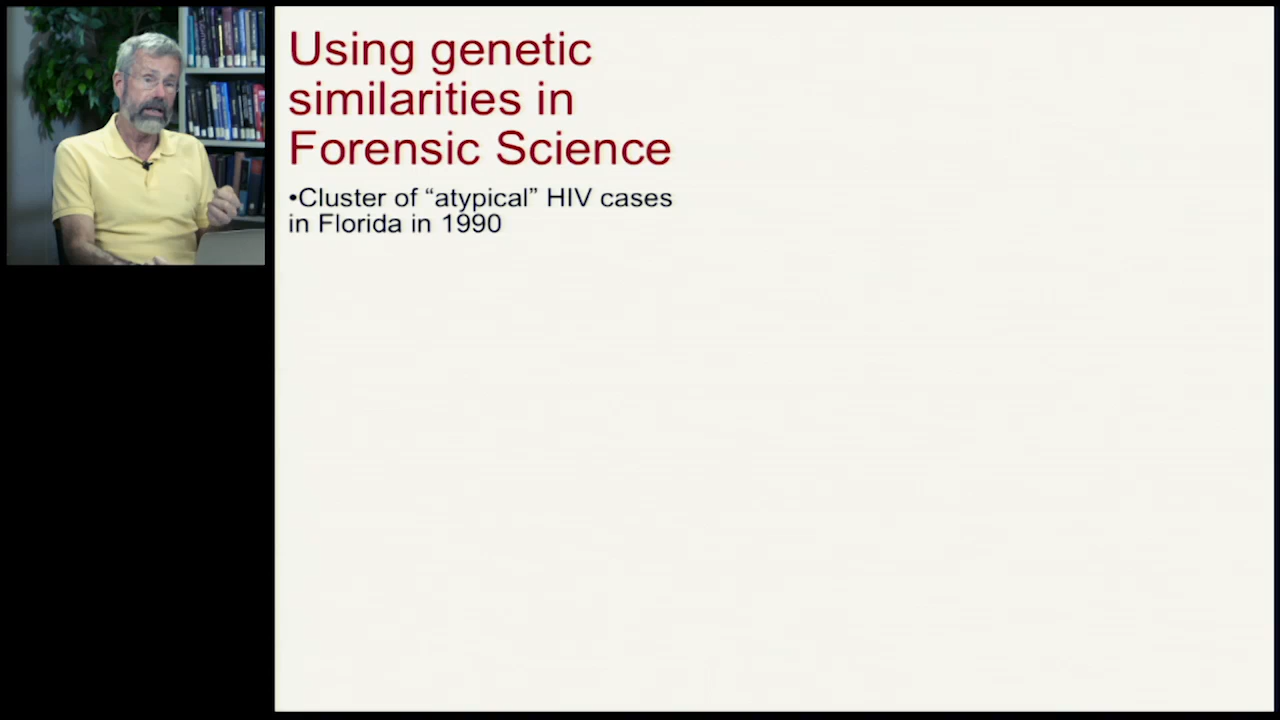 Using genetic
similarities in
Forensic Science
•Cluster of “atypical” HIV cases
in Florida in 1990